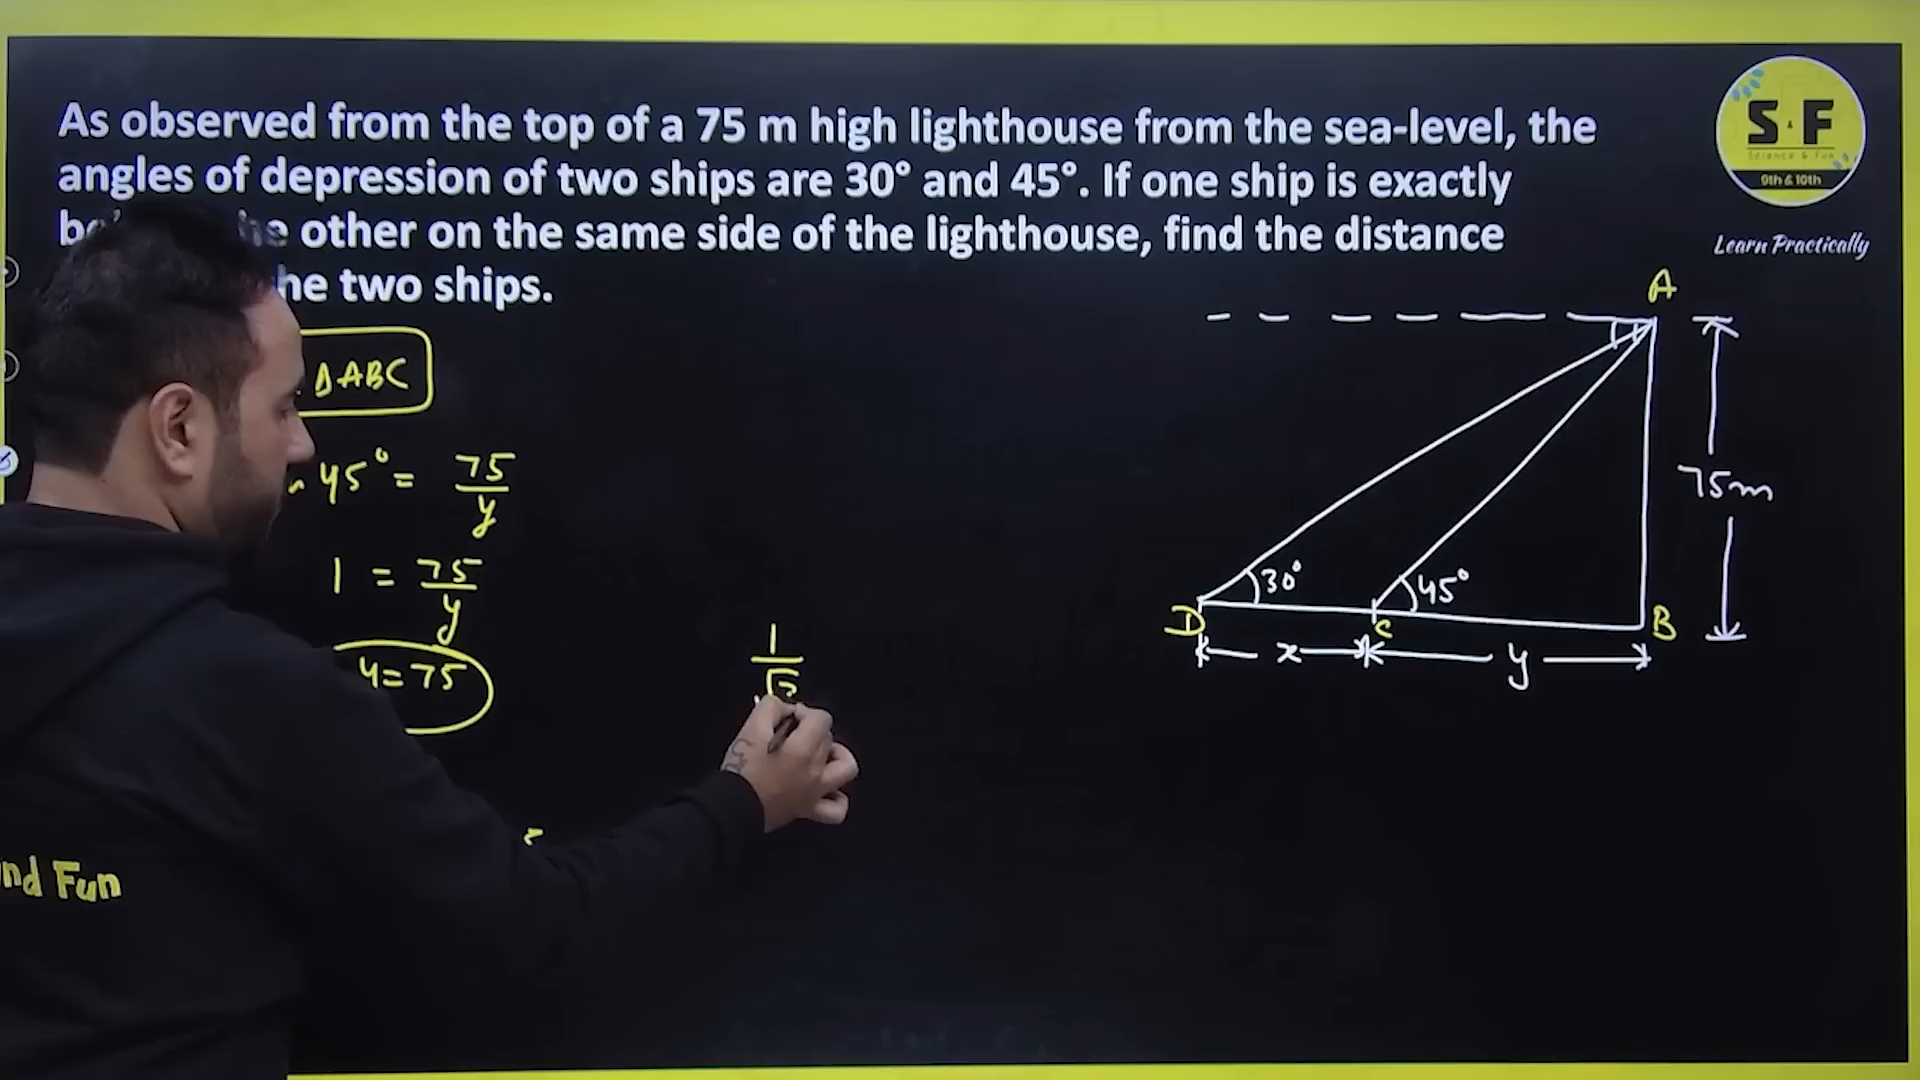 As observed from the top of a 75 m high lighthouse from the sea-level, the
angles of depression of two ships are 30° and 45°. If one ship is exactly
other on the same side of the lighthouse, find the distance
two ships.
S&F
Science & Fun
9th & 10th
Learn Practically
A
ΔABC
45° = 75/y
75m
1 = 75/y
30°
45°
D
C
B
x
y
y=75
1/√3
Fun